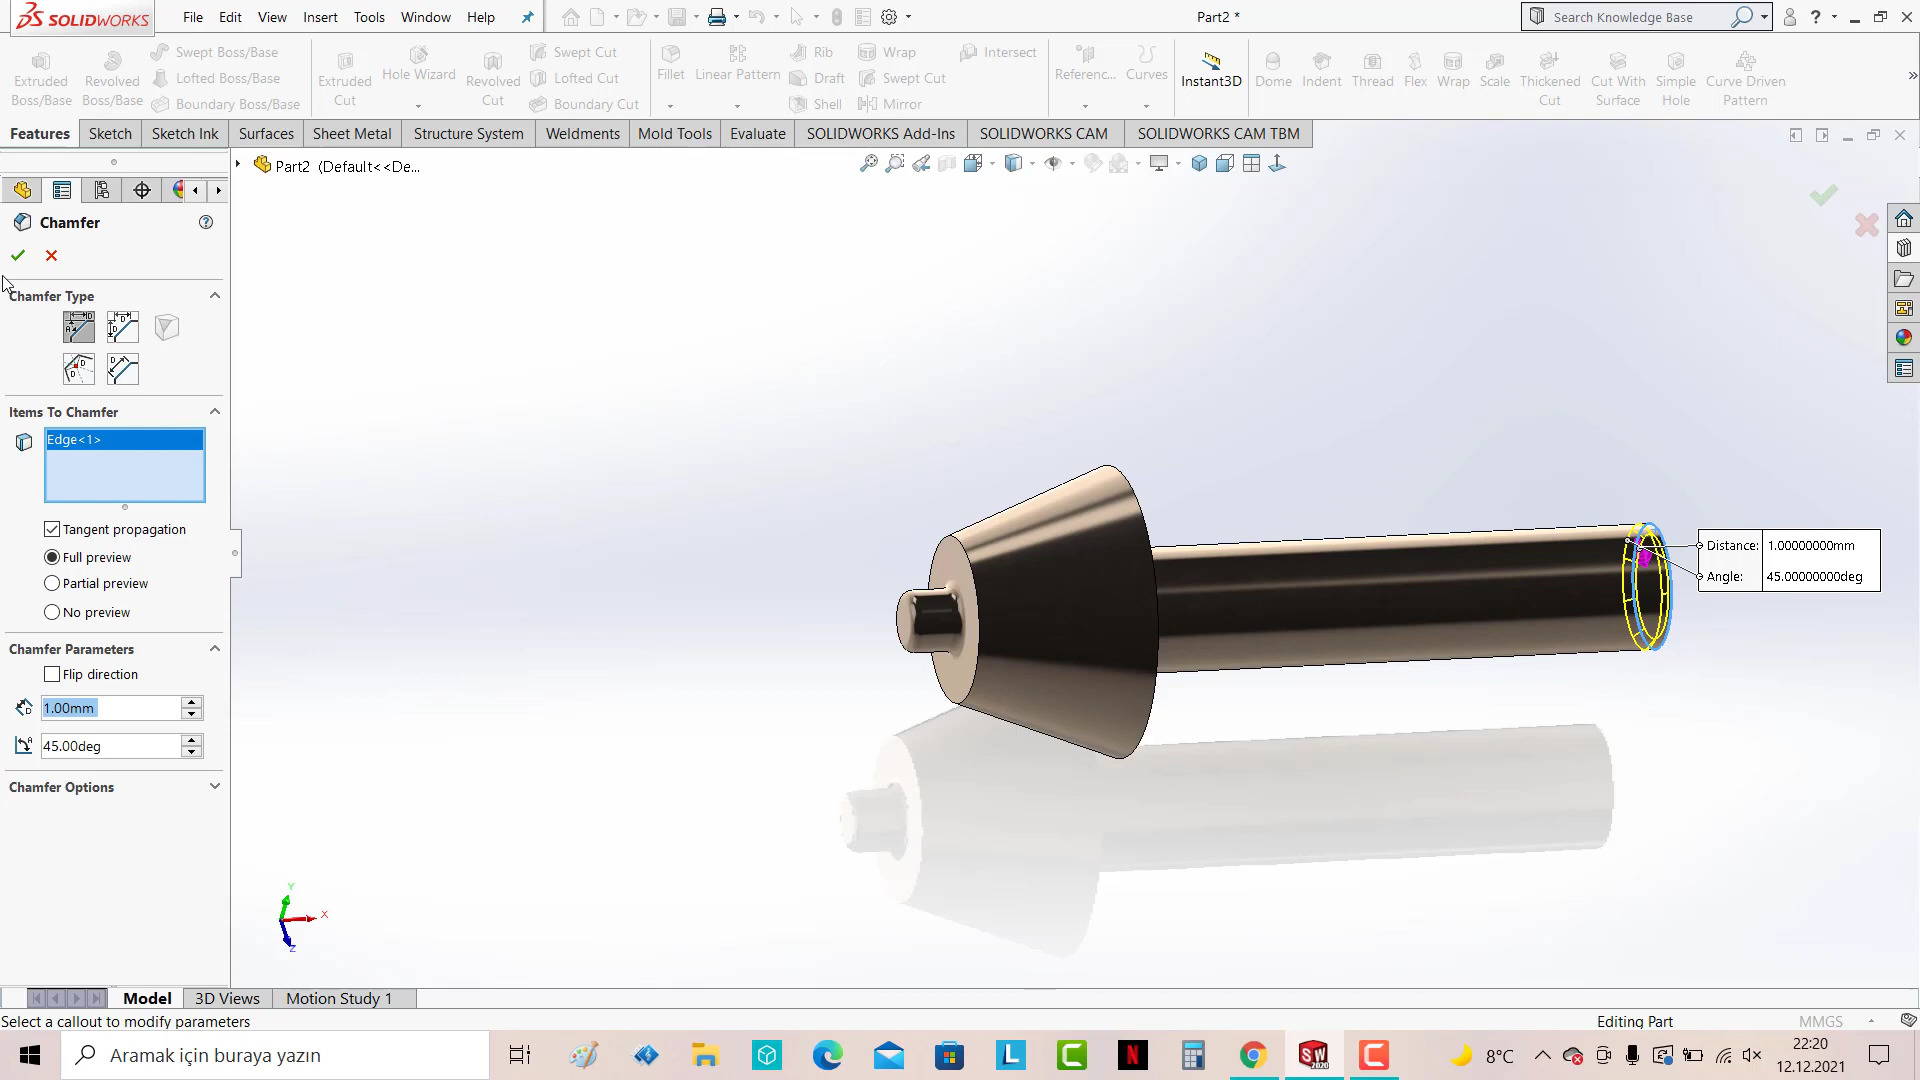 SOLIDWORKS
File Edit View Insert Tools Window Help
Part2 *
Search Knowledge Base
Extruded Boss/Base
Revolved Boss/Base
Swept Boss/Base
Lofted Boss/Base
Boundary Boss/Base
Extruded Cut
Hole Wizard
Revolved Cut
Swept Cut
Lofted Cut
Boundary Cut
Fillet
Linear Pattern
Rib
Draft
Shell
Wrap
Swept Cut
Mirror
Intersect
Referenc...
Curves
Instant3D
Dome
Indent
Thread
Flex
Wrap
Scale
Thickened Cut
Cut With Surface
Simple Hole
Curve Driven Pattern
Features Sketch Sketch Ink Surfaces Sheet Metal Structure System Weldments Mold Tools Evaluate SOLIDWORKS Add-Ins SOLIDWORKS CAM SOLIDWORKS CAM TBM
Part2 (Default<<De...
Chamfer
Chamfer Type
Items To Chamfer
Edge<1>
Tangent propagation
Full preview
Partial preview
No preview
Chamfer Parameters
Flip direction
1.00mm
45.00deg
Chamfer Options
Distance: 1.00000000mm
Angle: 45.00000000deg
Y
X
Z
Model 3D Views Motion Study 1
Select a callout to modify parameters
Editing Part
MMGS
Aramak için buraya yazın
8°C
22:20
12.12.2021